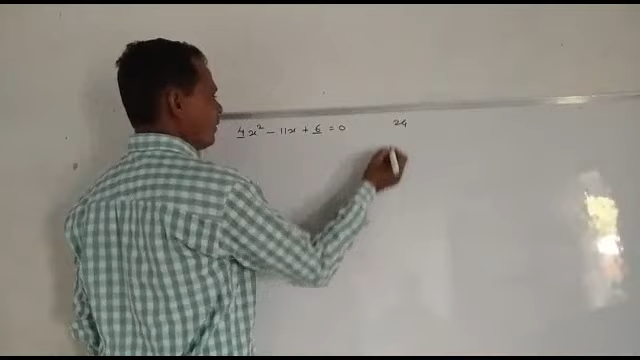 4x² - 11x + 6 = 0
24